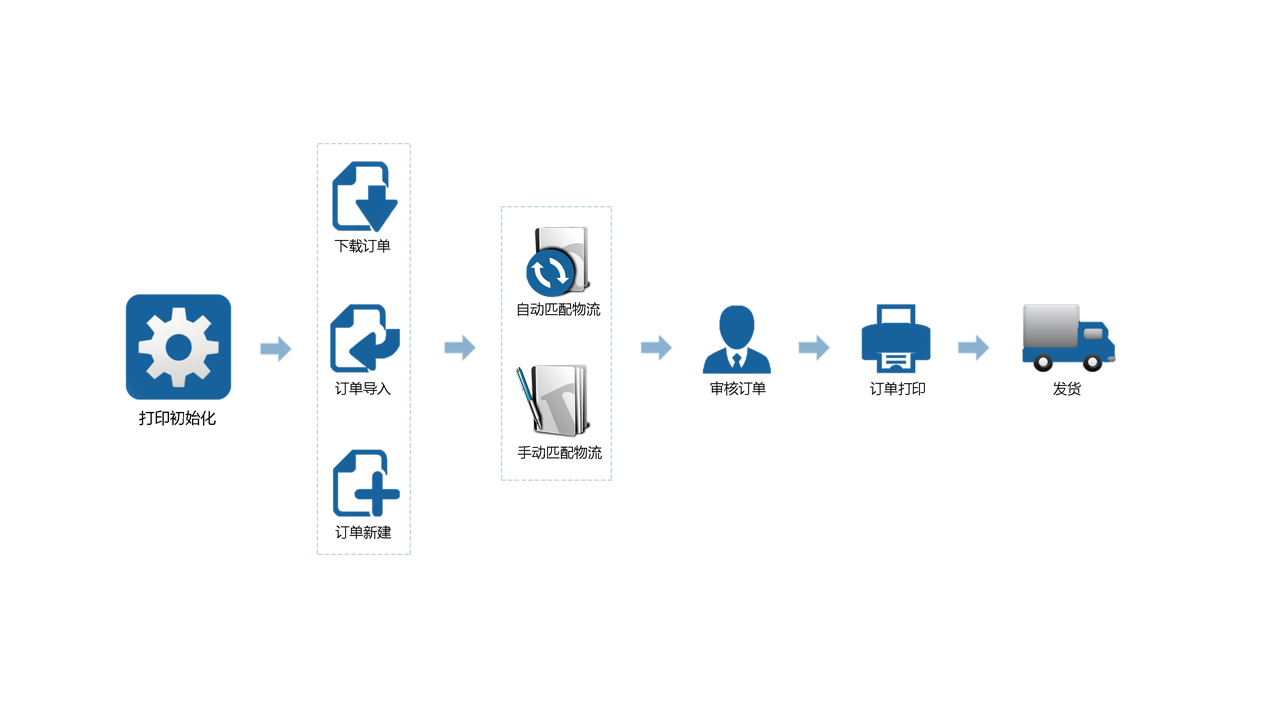 打印初始化
下载订单
订单导入
订单新建
自动匹配物流
手动匹配物流
审核订单
订单打印
发货